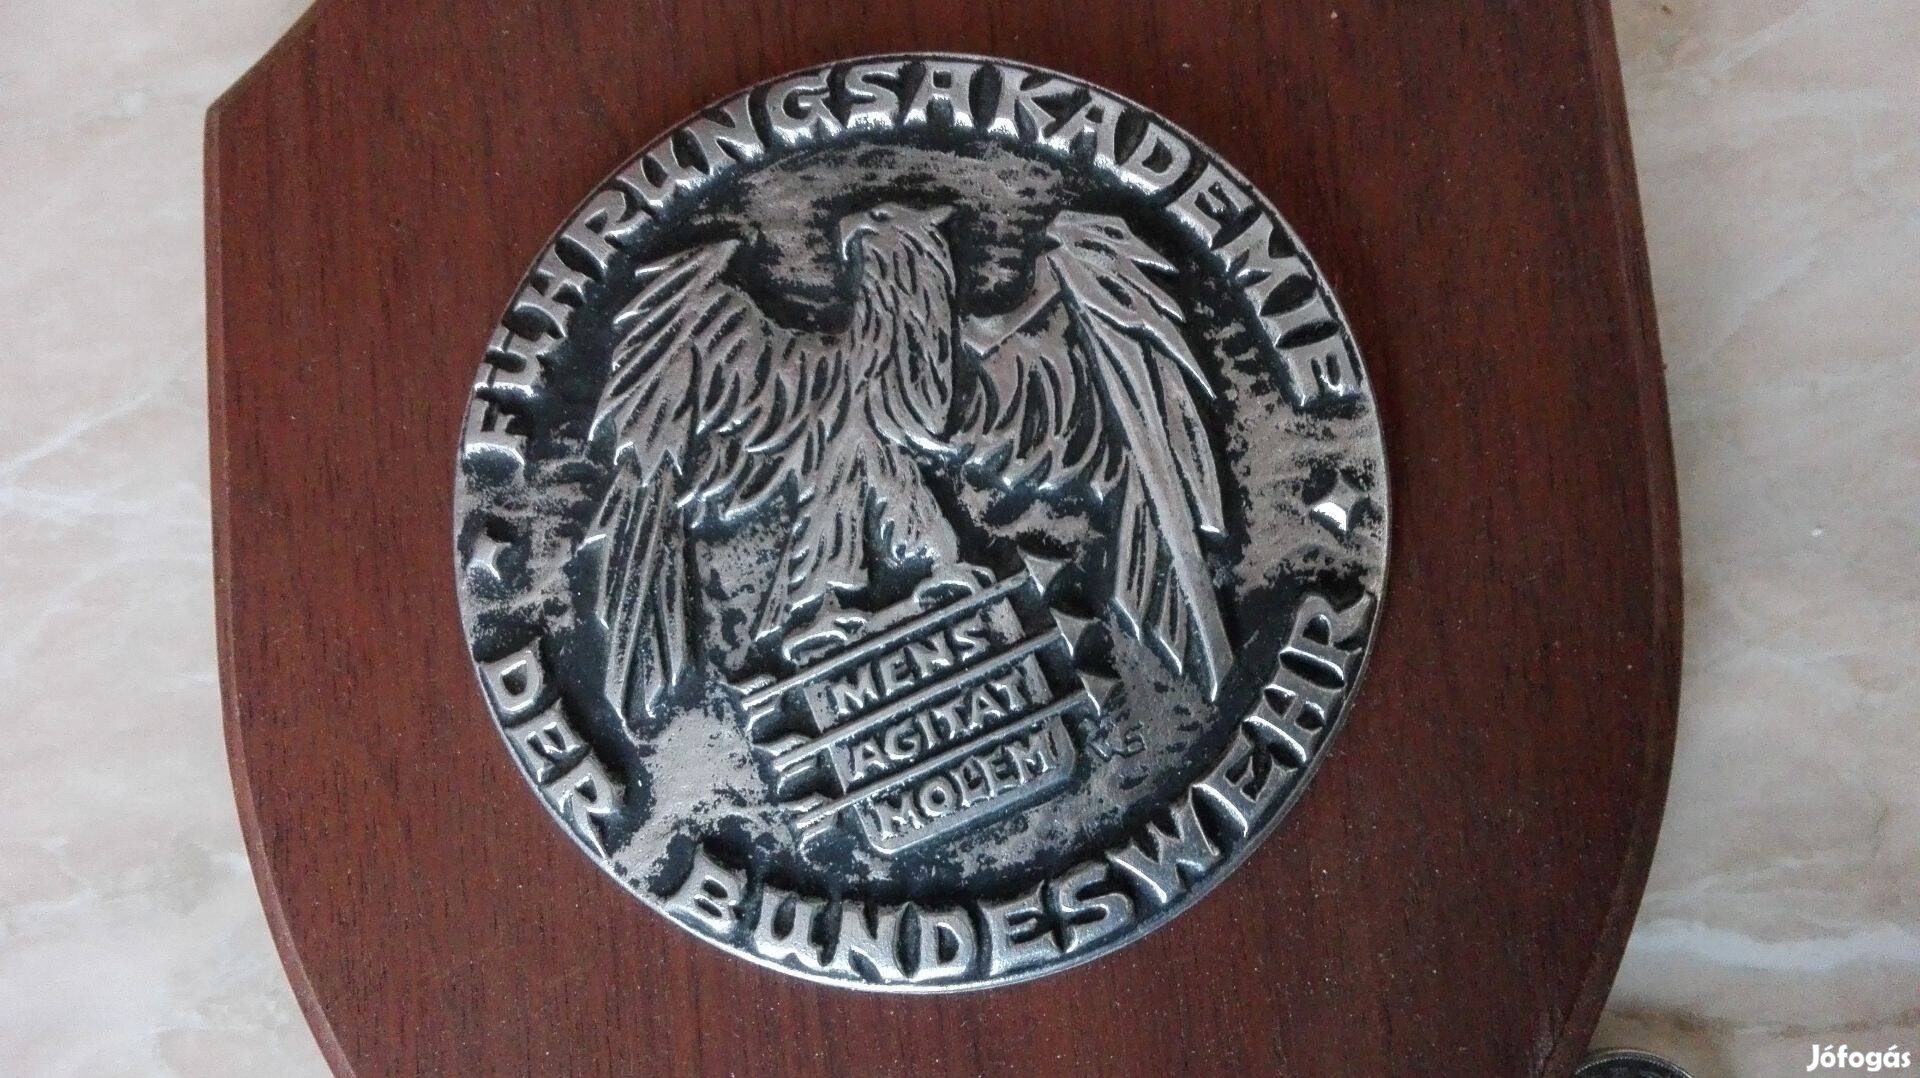 FÜHRUNGSAKADEMIE
DER BUNDESWEHR
MENS
AGITAT
MOLEM
Jófogás